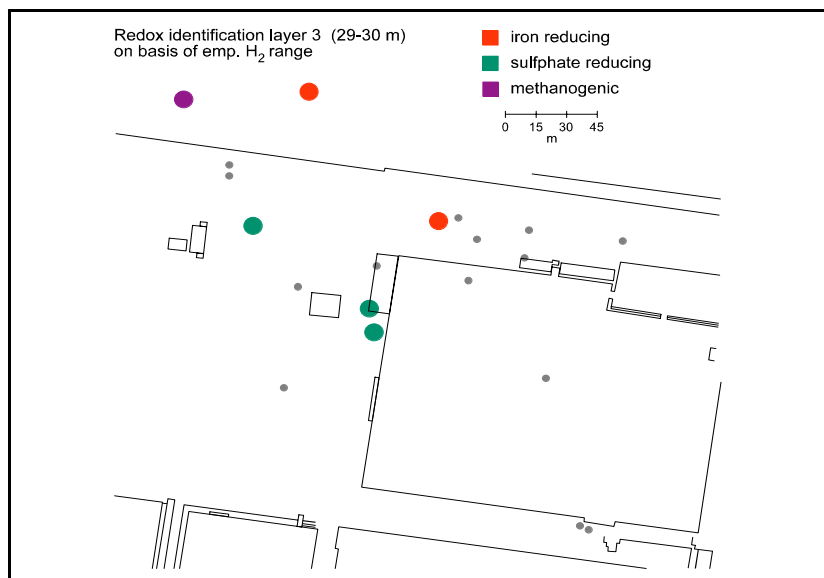 Redox identification layer 3 (29-30 m)
on basis of emp. H2 range
iron reducing
sulfphate reducing
methanogenic
0 15 30 45
m